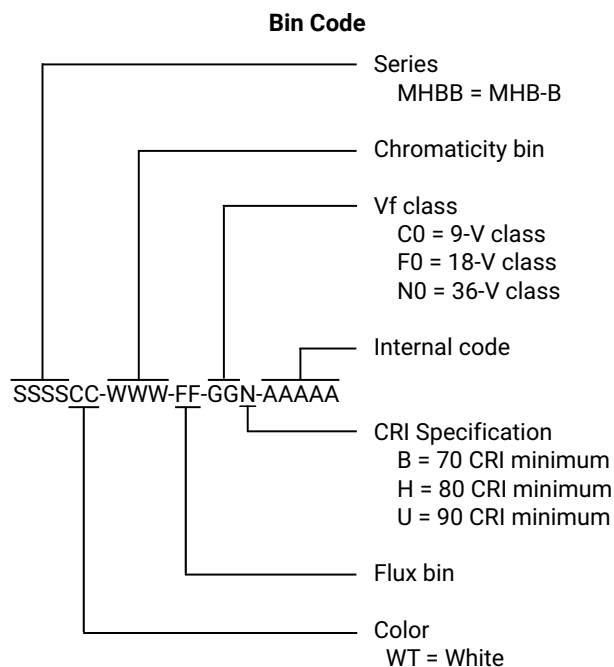 Bin Code
Series
MHBB = MHB-B
Chromaticity bin
Vf class
C0 = 9-V class
F0 = 18-V class
N0 = 36-V class
Internal code
SSSSCC-WWW-FF-GGN-AAAAA
CRI Specification
B = 70 CRI minimum
H = 80 CRI minimum
U = 90 CRI minimum
Flux bin
Color
WT = White